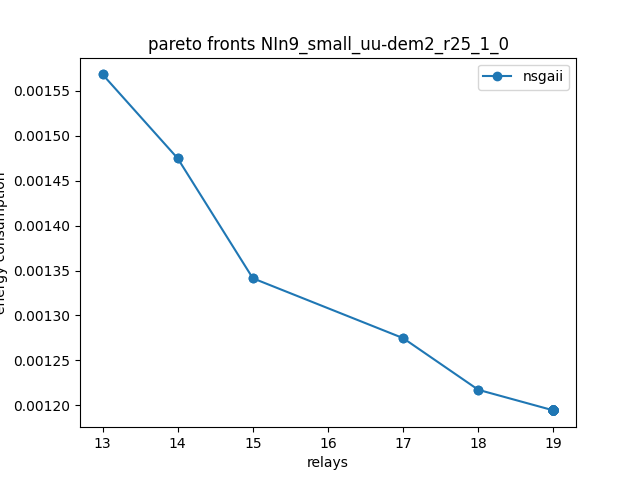 pareto fronts NIn9_small_uu-dem2_r25_1_0
nsgaii
0.00155
0.00150
0.00145
0.00140
0.00135
0.00130
0.00125
0.00120
energy consumption
13 14 15 16 17 18 19
relays